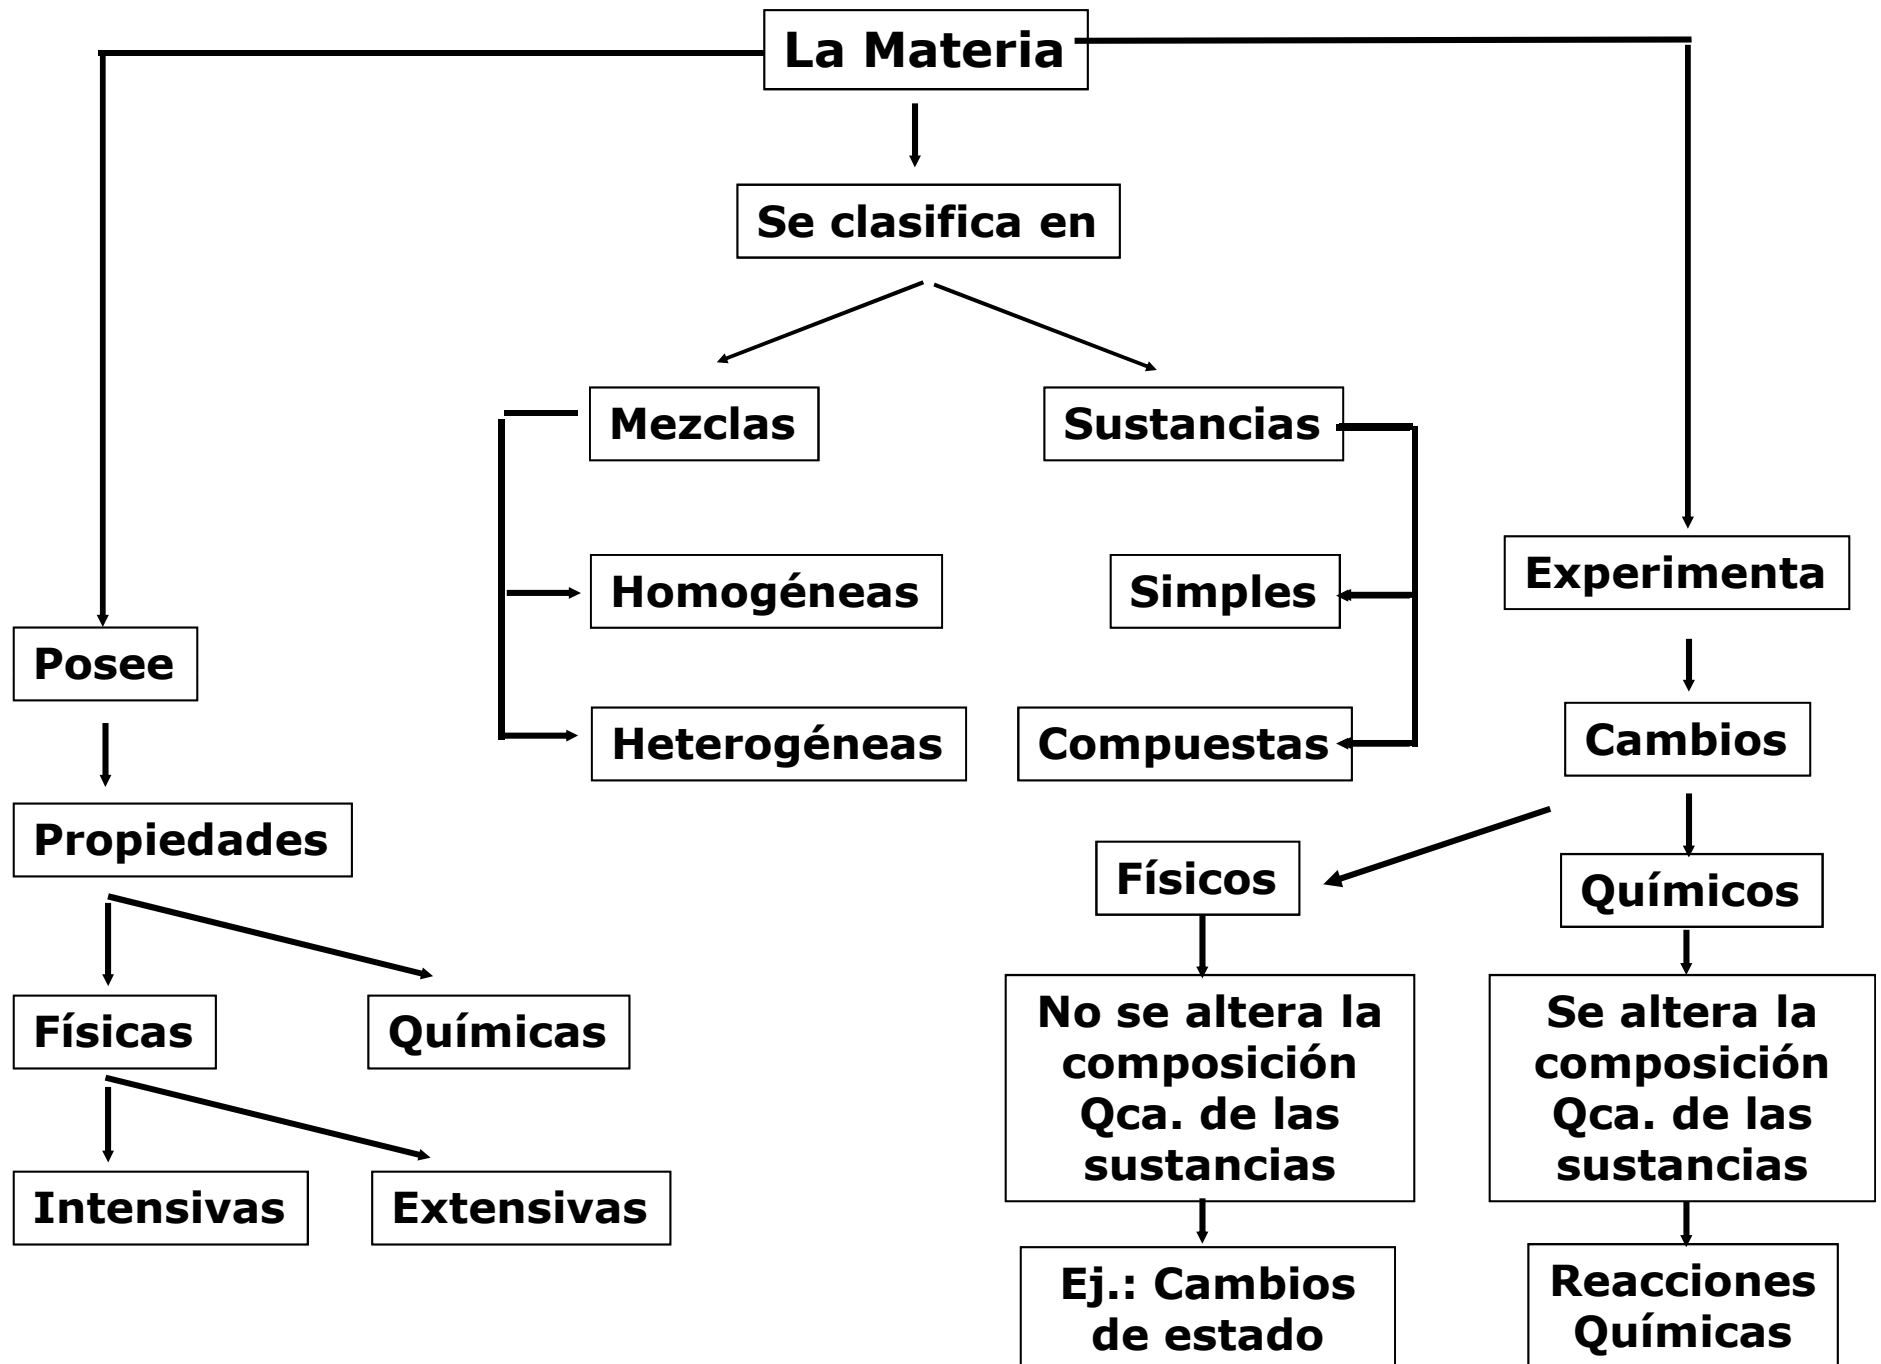 La Materia
Se clasifica en
Mezclas
Sustancias
Homogéneas
Simples
Experimenta
Posee
Heterogéneas
Compuestas
Cambios
Propiedades
Físicos
Químicos
Físicas
Químicas
No se altera la
composición
Qca. de las
sustancias
Se altera la
composición
Qca. de las
sustancias
Intensivas
Extensivas
Ej.: Cambios
de estado
Reacciones
Químicas